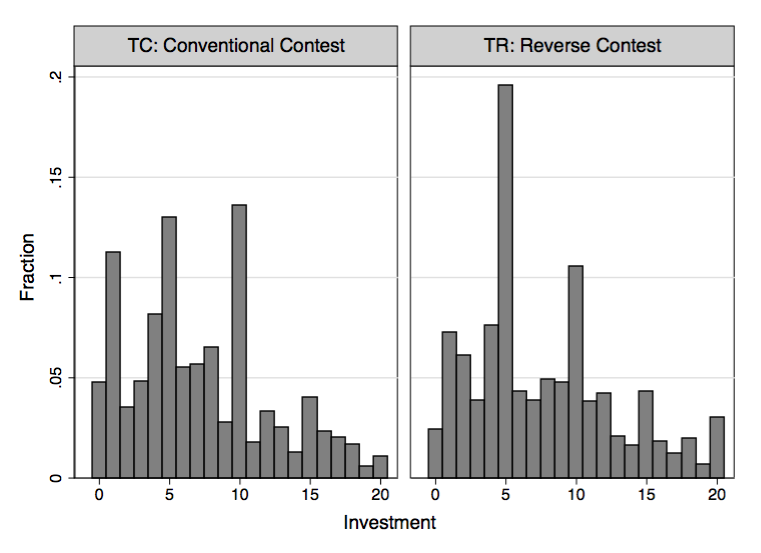 TC: Conventional Contest
TR: Reverse Contest
Fraction
.2
.15
.1
.05
0
0 5 10 15 20
0 5 10 15 20
Investment